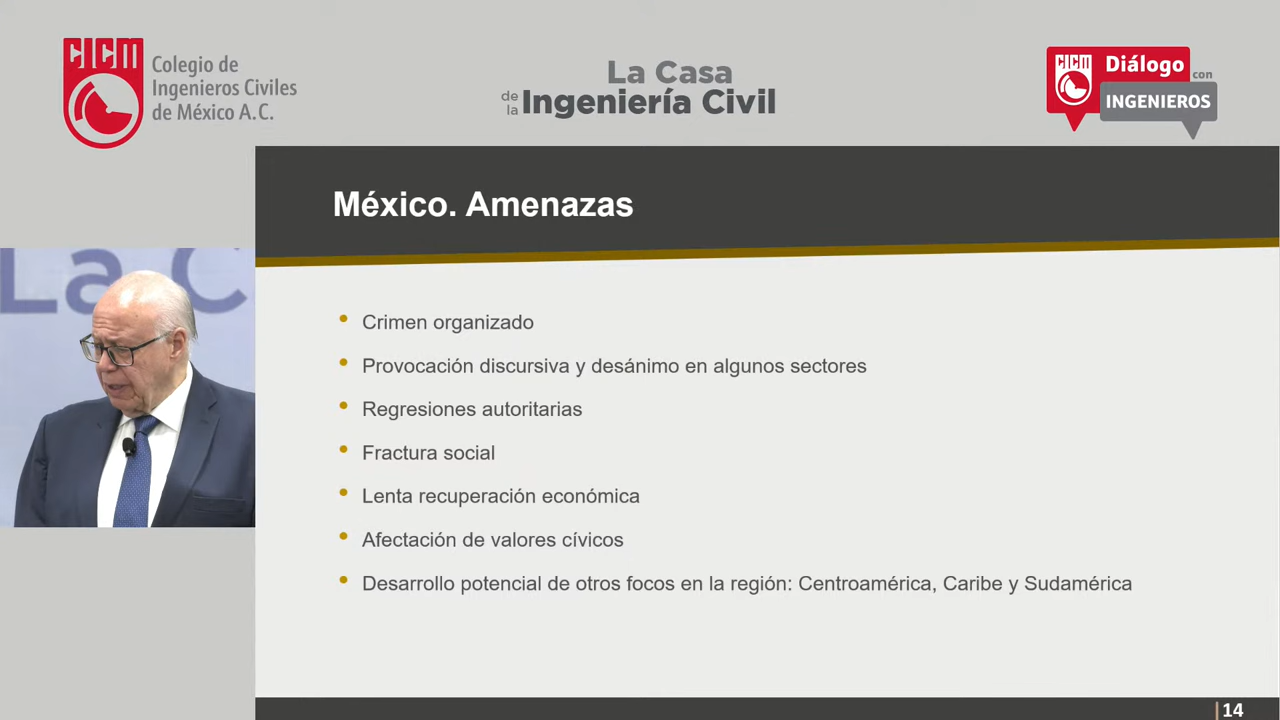 CICM
Colegio de
Ingenieros Civiles
de México A.C.
La Casa
de la Ingeniería Civil
CICM
Diálogo con
INGENIEROS
México. Amenazas
La C
• Crimen organizado
• Provocación discursiva y desánimo en algunos sectores
• Regresiones autoritarias
• Fractura social
• Lenta recuperación económica
• Afectación de valores cívicos
• Desarrollo potencial de otros focos en la región: Centroamérica, Caribe y Sudamérica
14